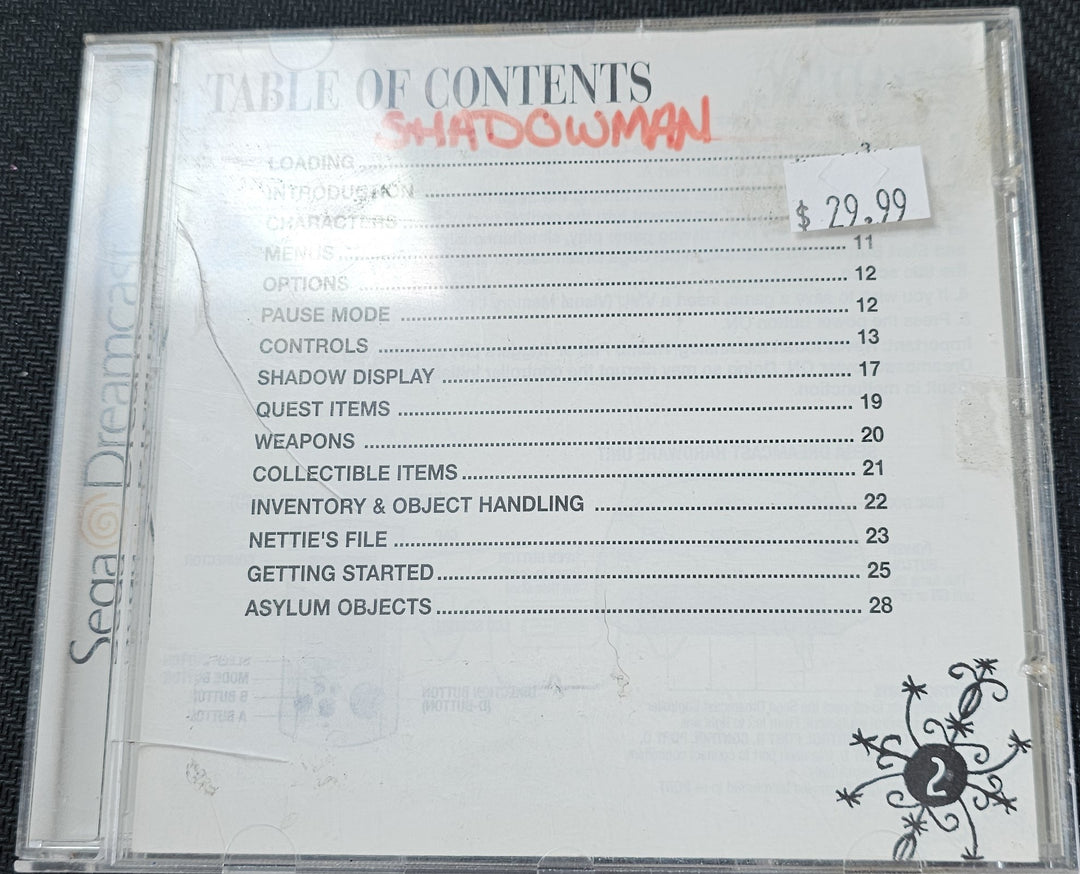 TABLE OF CONTENTS
SHADOWMAN
LOADING 3
INTRODUCTION
$ 29.99
CHARACTERS
MENUS 11
OPTIONS 12
PAUSE MODE 12
CONTROLS 13
SHADOW DISPLAY 17
QUEST ITEMS 19
WEAPONS 20
COLLECTIBLE ITEMS 21
INVENTORY & OBJECT HANDLING 22
NETTIE'S FILE 23
GETTING STARTED 25
ASYLUM OBJECTS 28
2
Sega Dreamcast